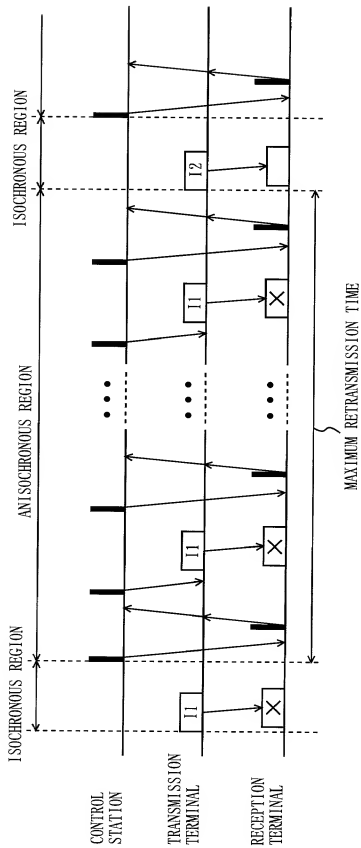 ISOCHRONOUS REGION
ANISOCHRONOUS REGION
ISOCHRONOUS REGION
CONTROL
STATION
TRANSMISSION
TERMINAL
I1
I1
I1
I2
RECEPTION
TERMINAL
MAXIMUM RETRANSMISSION TIME